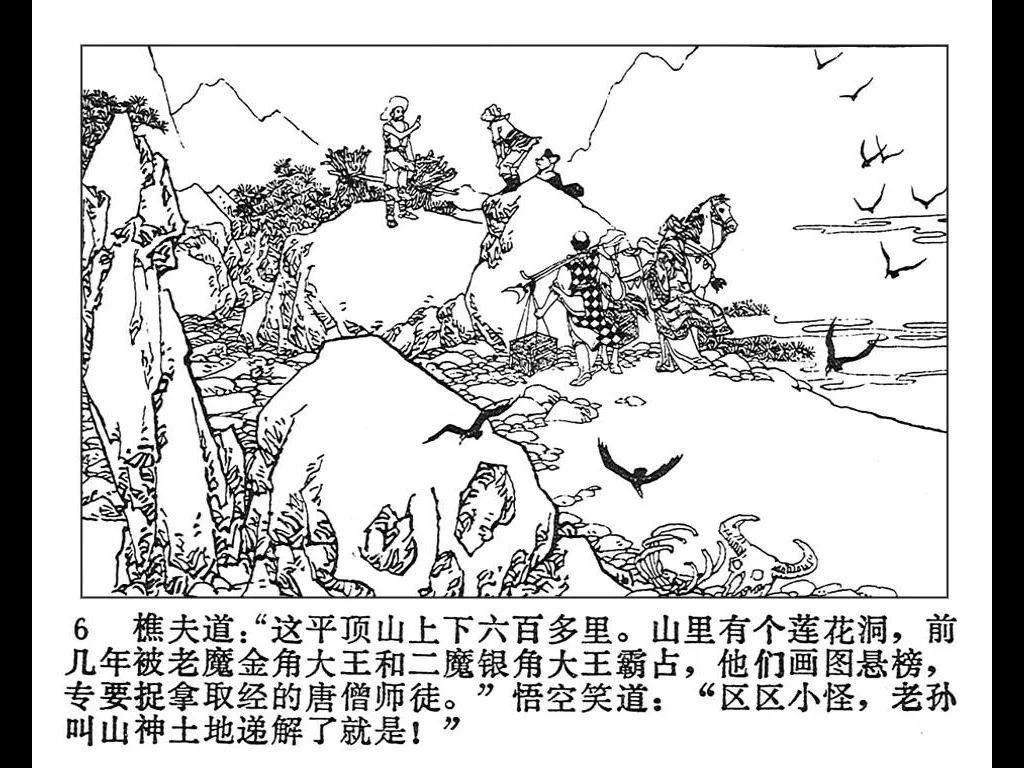 6 樵夫道：“这平顶山上下六百多里。山里有个莲花洞，前
几年被老魔金角大王和二魔银角大王霸占，他们画图悬榜，
专要捉拿取经的唐僧师徒。”悟空笑道：“区区小怪，老孙
叫山神土地递解了就是！”